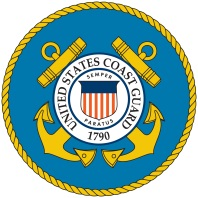 UNITED STATES COAST GUARD
SEMPER
PARATUS
1790